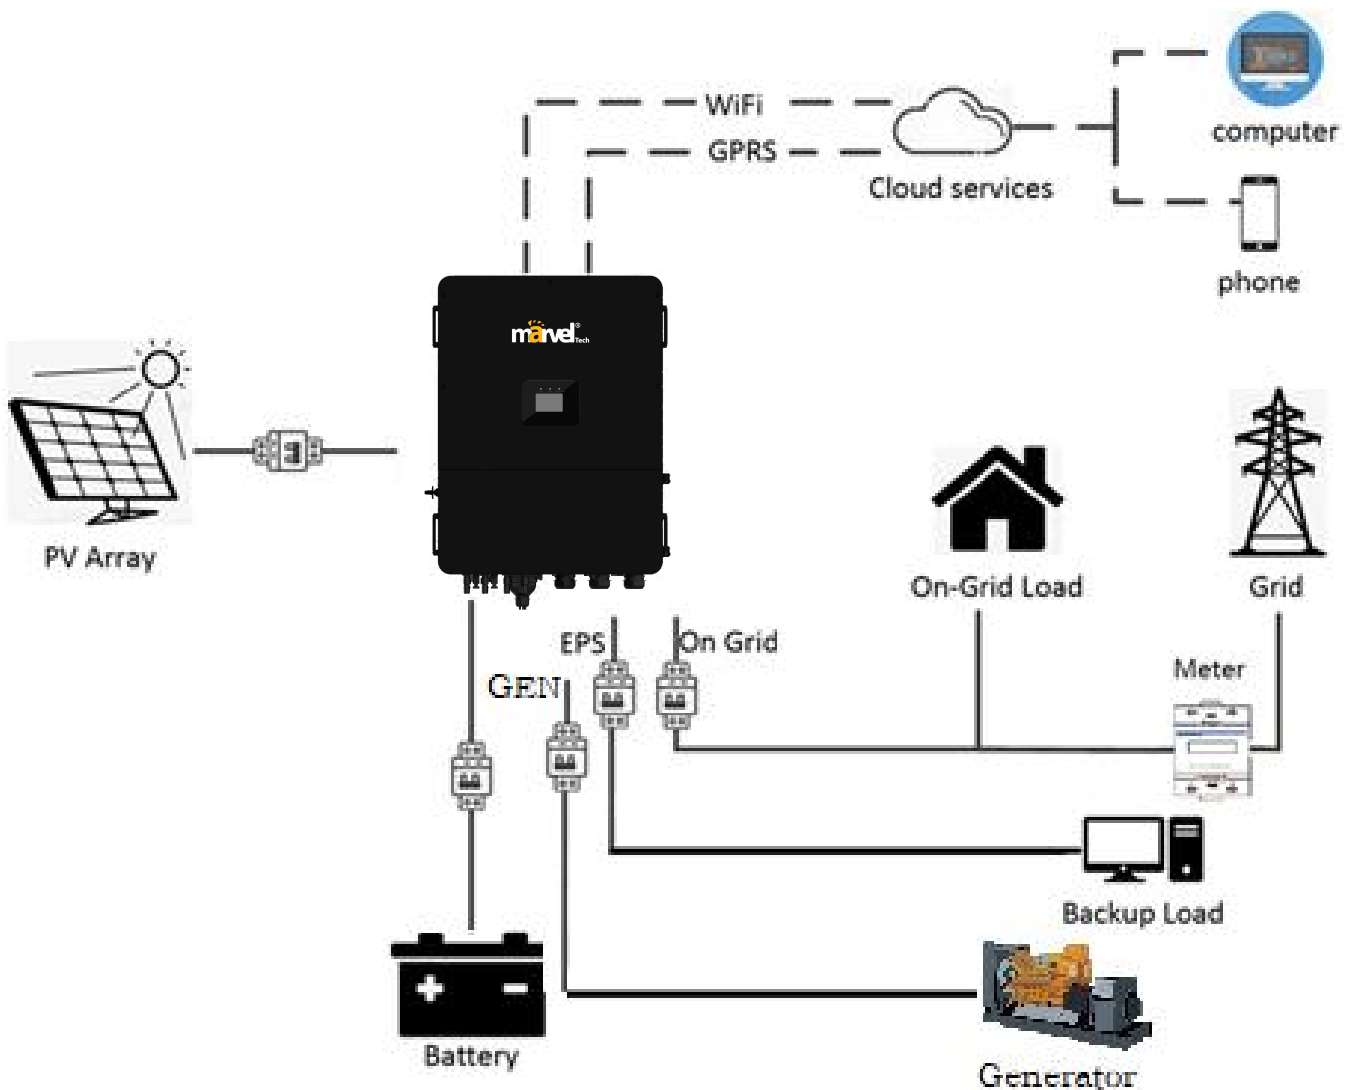 WiFi
GPRS
Cloud services
computer
phone
marvel®
Tech
PV Array
On-Grid Load
Grid
EPS
On Grid
GEN
Meter
Backup Load
Battery
Generator